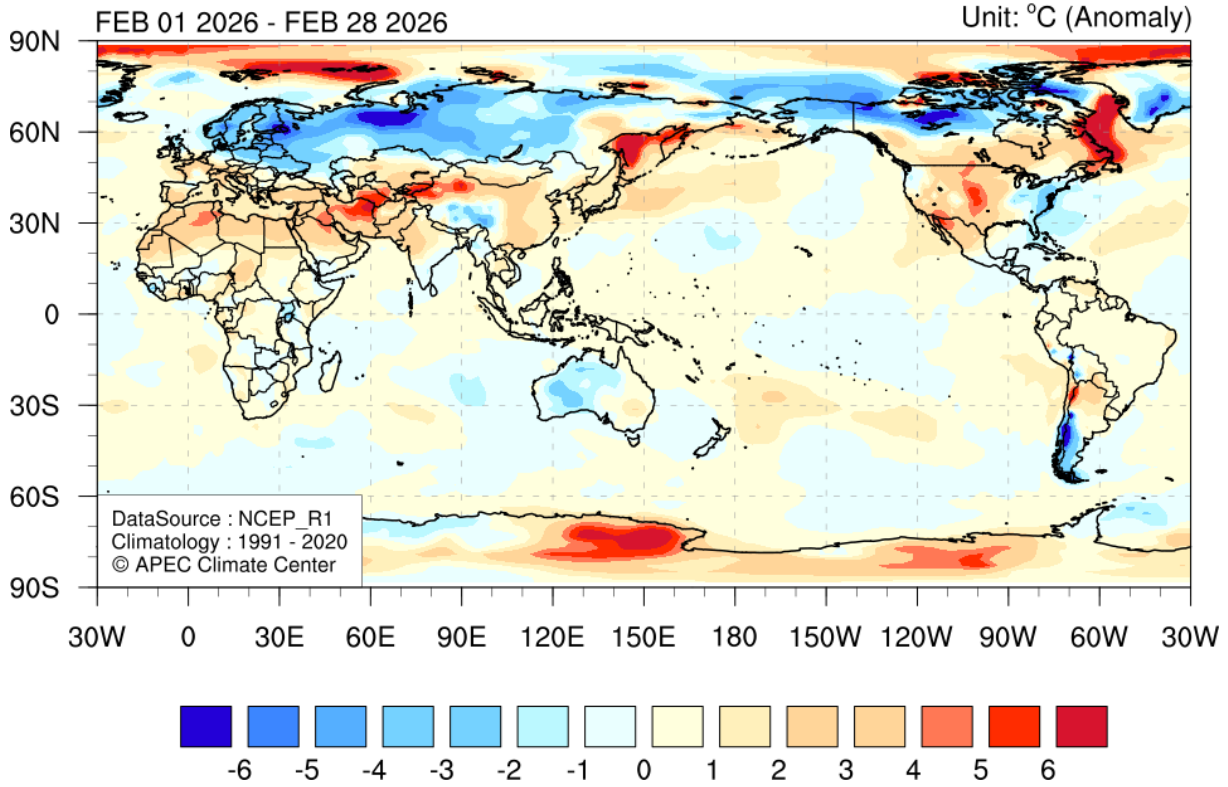 FEB 01 2026 - FEB 28 2026
Unit: °C (Anomaly)
90N
60N
30N
0
30S
60S
90S
DataSource : NCEP_R1
Climatology : 1991 - 2020
© APEC Climate Center
30W 0 30E 60E 90E 120E 150E 180 150W 120W 90W 60W 30W
-6 -5 -4 -3 -2 -1 0 1 2 3 4 5 6